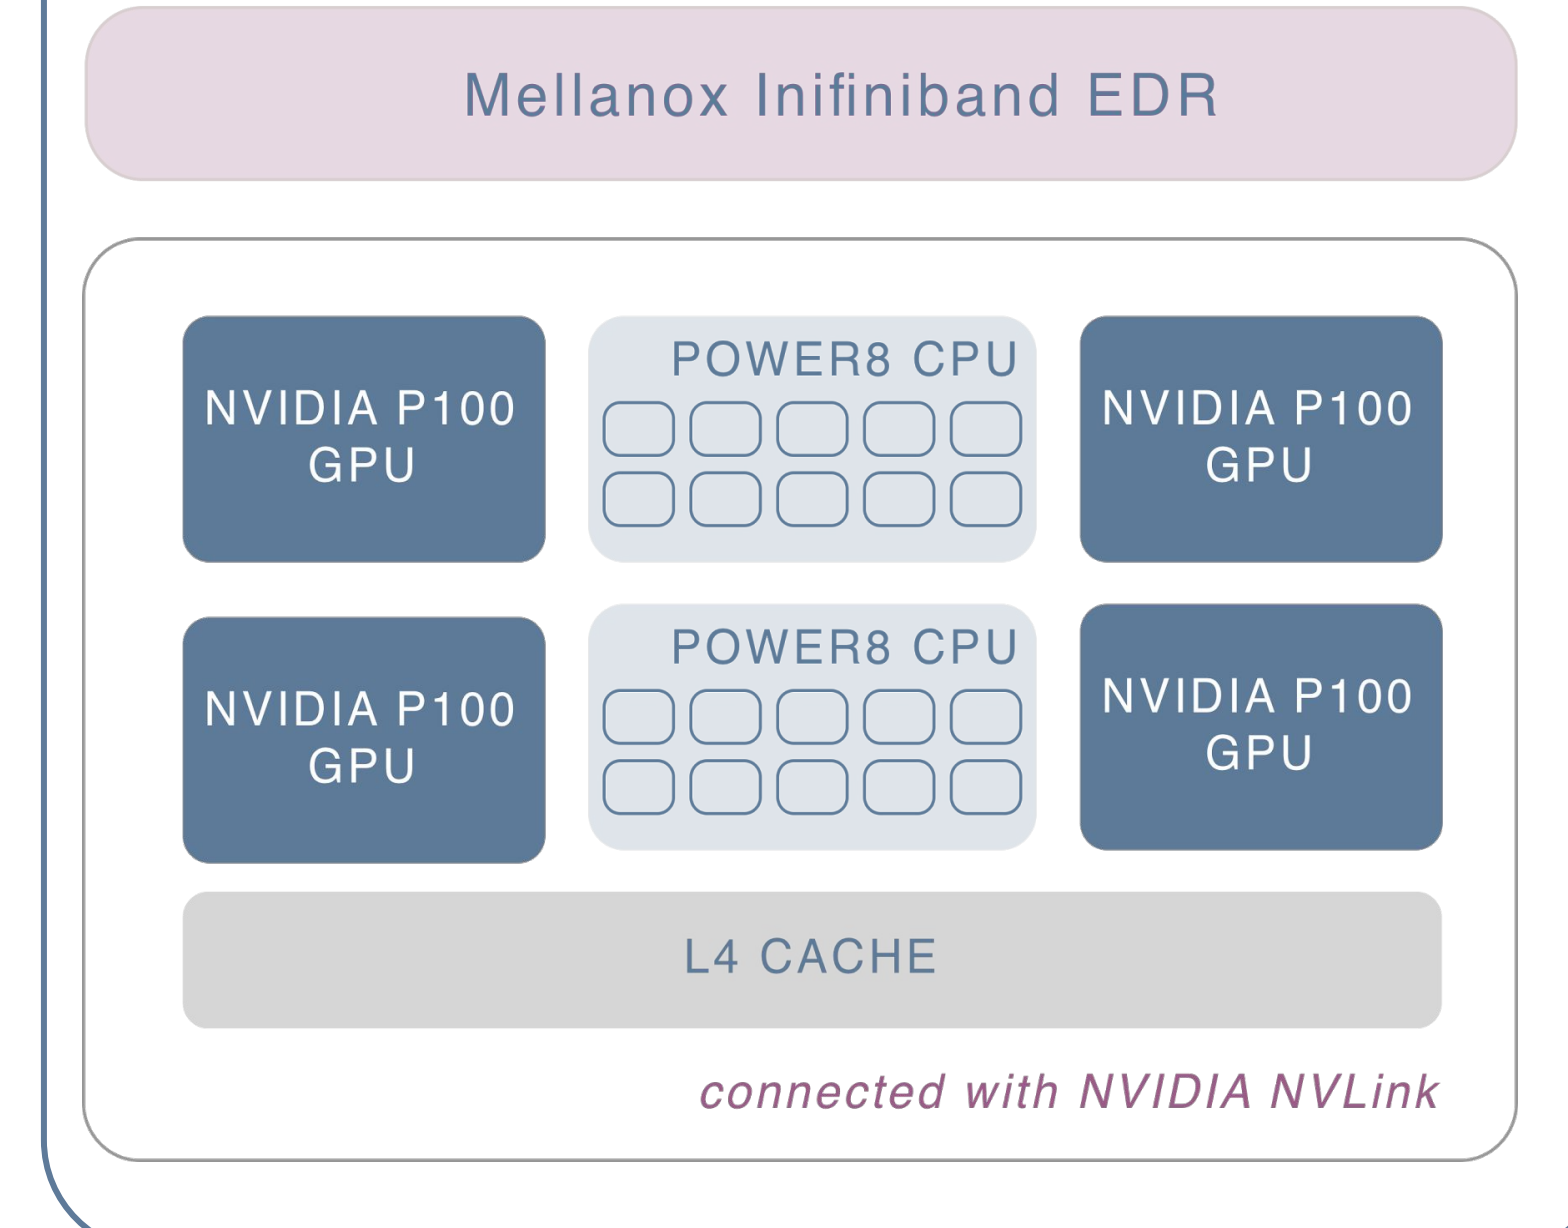 Mellanox Inifiniband EDR
NVIDIA P100
GPU
POWER8 CPU
NVIDIA P100
GPU
NVIDIA P100
GPU
POWER8 CPU
NVIDIA P100
GPU
L4 CACHE
connected with NVIDIA NVLink